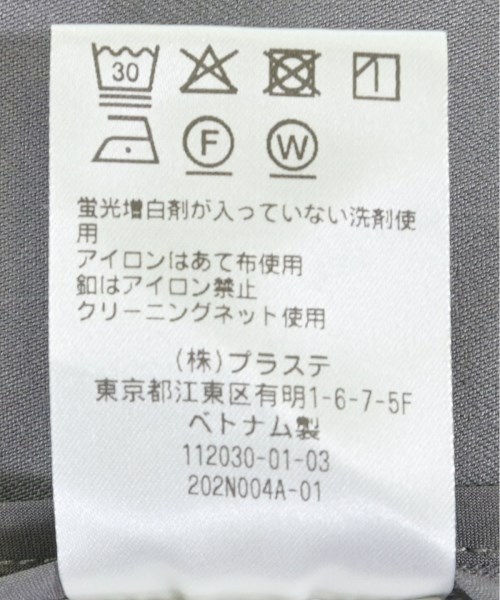 30
F W
蛍光増白剤が入っていない洗剤使
用
アイロンはあて布使用
釦はアイロン禁止
クリーニングネット使用
(株)プラステ
東京都江東区有明1-6-7-5F
ベトナム製
112030-01-03
202N004A-01